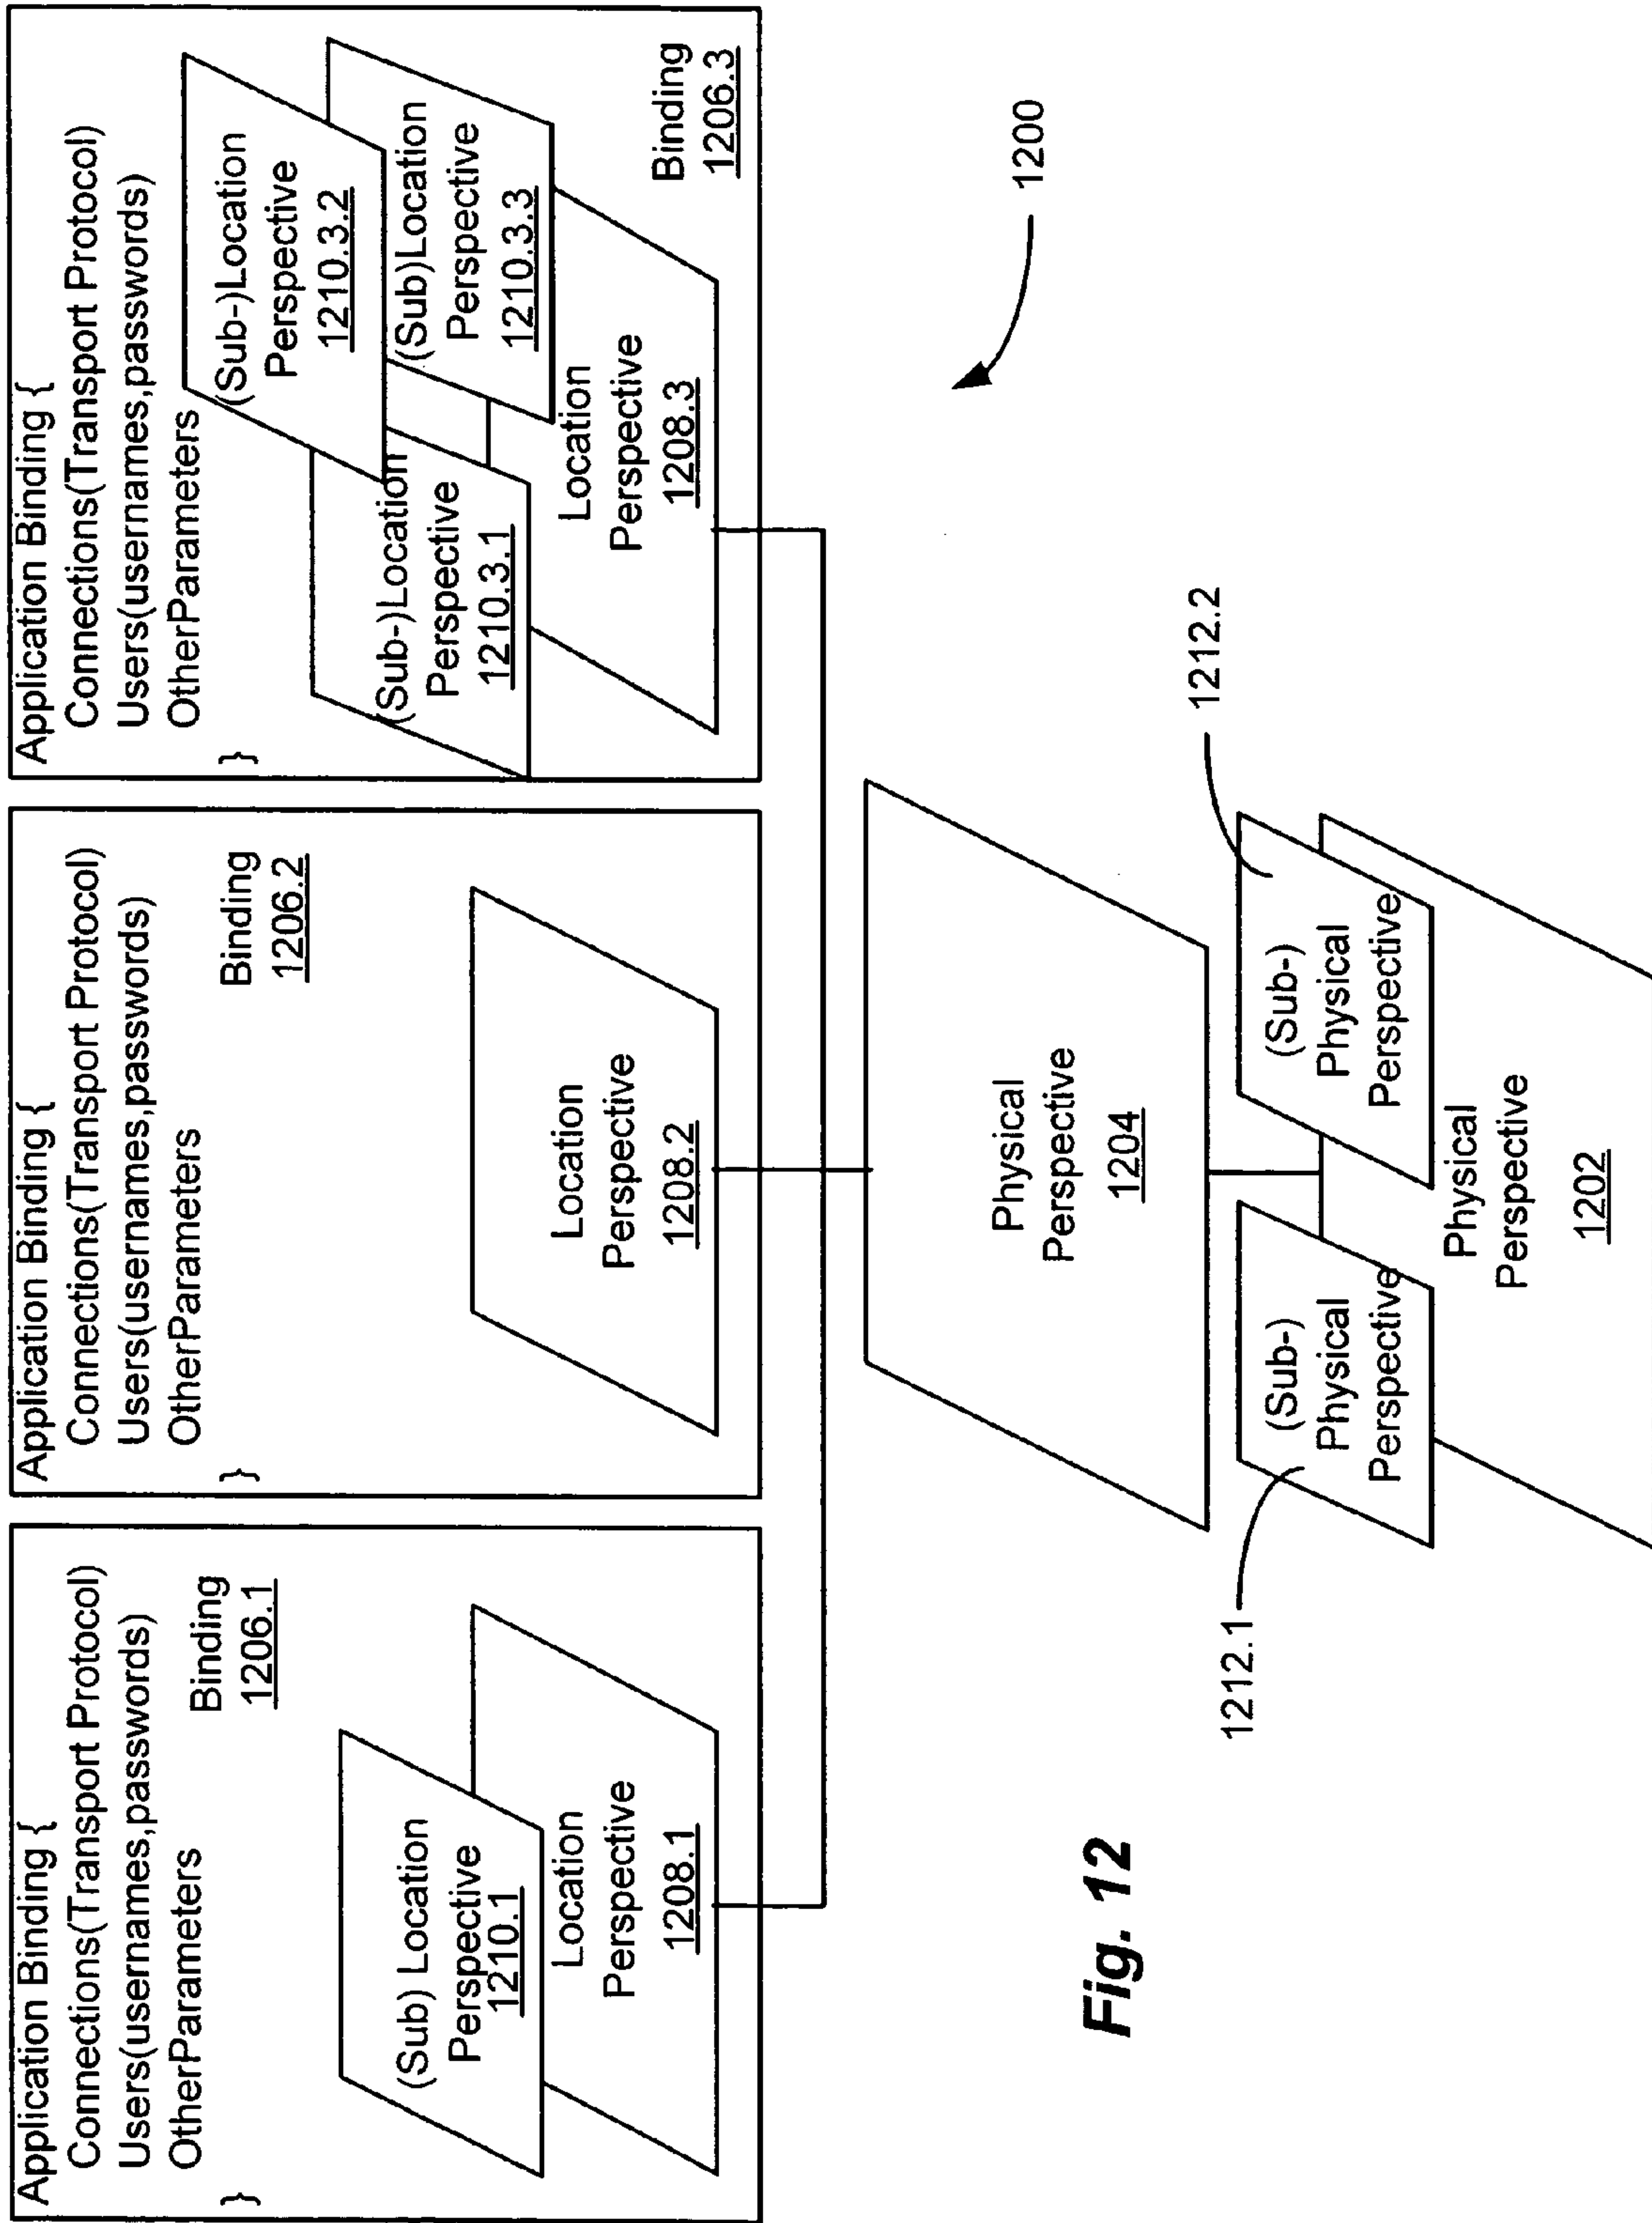 Application Binding {
Connections(Transport Protocol)
Users(usernames,passwords)
OtherParameters
}
Binding
1206.1
(Sub) Location
Perspective
1210.1
Location
Perspective
1208.1
Application Binding {
Connections(Transport Protocol)
Users(usernames,passwords)
OtherParameters
}
Binding
1206.2
Location
Perspective
1208.2
Application Binding {
Connections(Transport Protocol)
Users(usernames,passwords)
OtherParameters
}
(Sub-)Location
Perspective
1210.3.2
(Sub-)Location
Perspective
1210.3.1
(Sub)Location
Perspective
1210.3.3
Location
Perspective
1208.3
Binding
1206.3
Physical
Perspective
1204
1212.1
(Sub-)
Physical
Perspective
(Sub-)
Physical
Perspective
1212.2
Physical
Perspective
1202
1200
Fig. 12